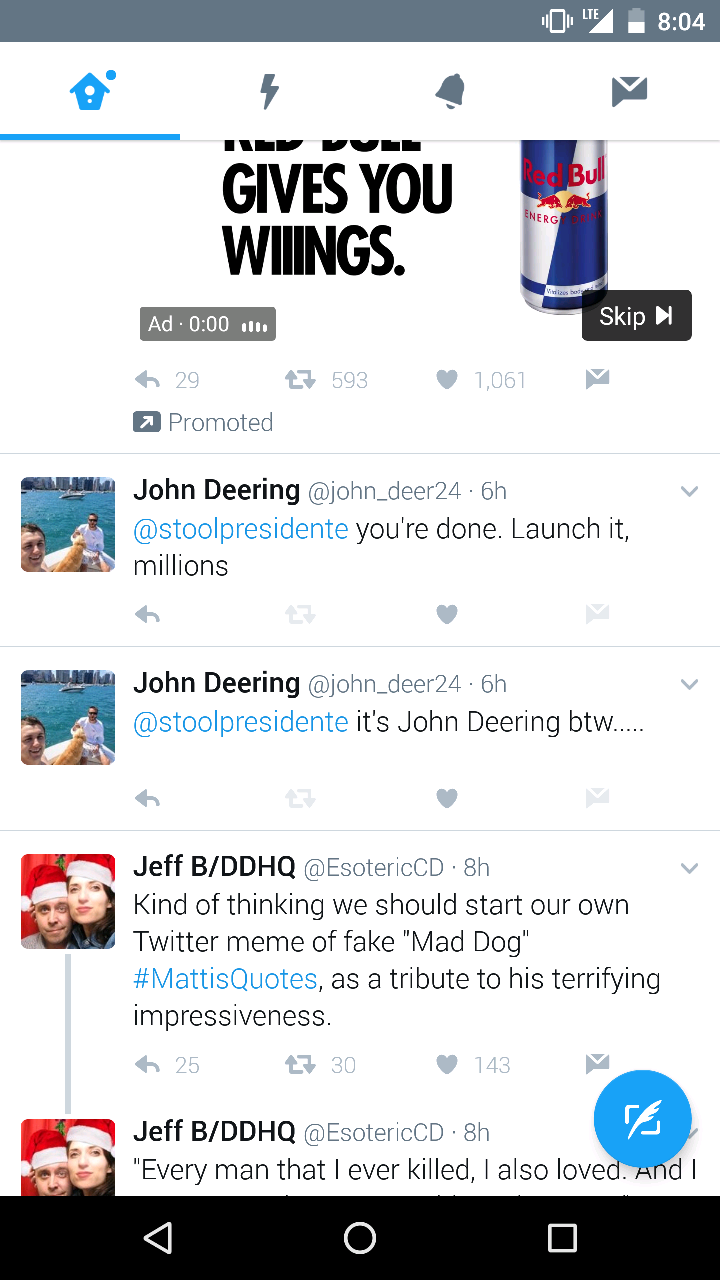 LTE 8:04
RED BULL
GIVES YOU
WIIINGS.
Red Bull
ENERGY DRINK
Ad · 0:00
Skip
29 593 1,061
Promoted
John Deering @john_deer24 · 6h
@stoolpresidente you're done. Launch it,
millions
John Deering @john_deer24 · 6h
@stoolpresidente it's John Deering btw.....
Jeff B/DDHQ @EsotericCD · 8h
Kind of thinking we should start our own
Twitter meme of fake "Mad Dog"
#MattisQuotes, as a tribute to his terrifying
impressiveness.
25 30 143
Jeff B/DDHQ @EsotericCD · 8h
"Every man that I ever killed, I also loved. And I